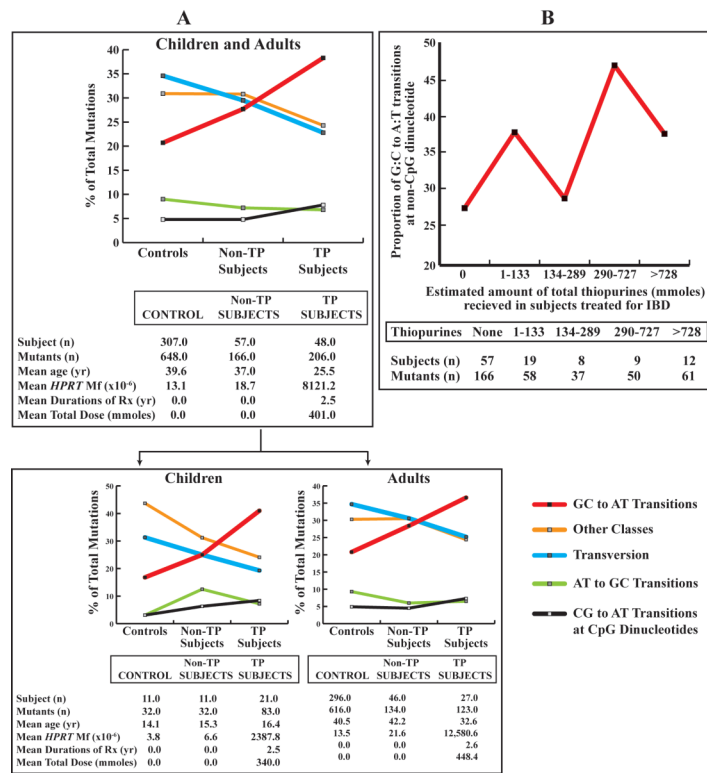 A
Children and Adults
% of Total Mutations
40
35
30
25
20
15
10
5
0
Controls Non-TP Subjects TP Subjects
CONTROL Non-TP SUBJECTS TP SUBJECTS
Subject (n) 307.0 57.0 48.0
Mutants (n) 648.0 166.0 206.0
Mean age (yr) 39.6 37.0 25.5
Mean HPRT Mf (x10⁻⁶) 13.1 18.7 8121.2
Mean Durations of Rx (yr) 0.0 0.0 2.5
Mean Total Dose (mmoles) 0.0 0.0 401.0
B
Proportion of G:C to A:T transitions
at non-CpG dinucleotide
50
45
40
35
30
25
20
0 1-133 134-289 290-727 >728
Estimated amount of total thiopurines (mmoles)
recieved in subjects treated for IBD
Thiopurines None 1-133 134-289 290-727 >728
Subjects (n) 57 19 8 9 12
Mutants (n) 166 58 37 50 61
Children
% of Total Mutations
50
40
30
20
10
0
Controls Non-TP Subjects TP Subjects
CONTROL Non-TP SUBJECTS TP SUBJECTS
Subject (n) 11.0 11.0 21.0
Mutants (n) 32.0 32.0 83.0
Mean age (yr) 14.1 15.3 16.4
Mean HPRT Mf (x10⁻⁶) 3.8 6.6 2387.8
Mean Durations of Rx (yr) 0.0 0.0 2.5
Mean Total Dose (mmoles) 0.0 0.0 340.0
Adults
% of Total Mutations
40
35
30
25
20
15
10
5
0
Controls Non-TP Subjects TP Subjects
CONTROL Non-TP SUBJECTS TP SUBJECTS
296.0 46.0 27.0
616.0 134.0 123.0
40.5 42.2 32.6
13.5 21.6 12,580.6
0.0 0.0 2.6
0.0 0.0 448.4
GC to AT Transitions
Other Classes
Transversion
AT to GC Transitions
CG to AT Transitions
at CpG Dinucleotides